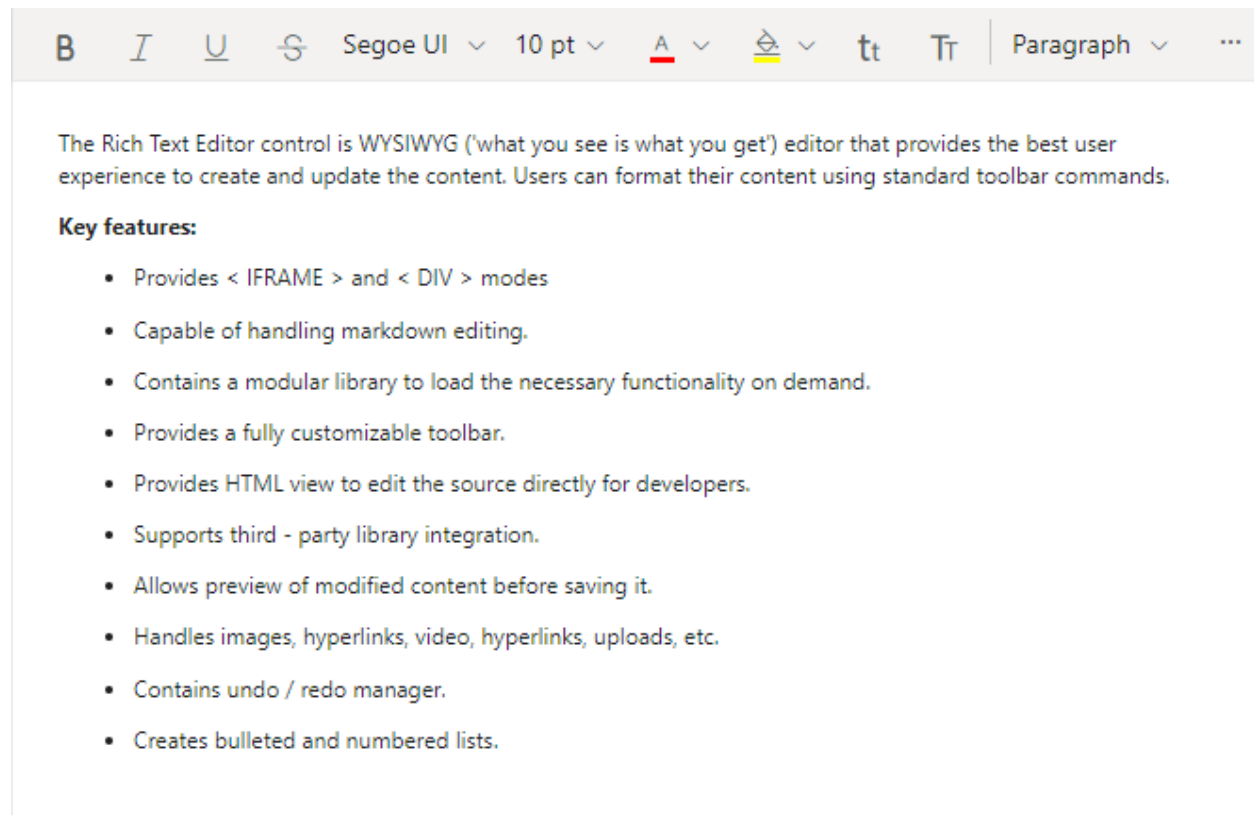 B I U S Segoe UI 10 pt A tt TT Paragraph ...
The Rich Text Editor control is WYSIWYG ('what you see is what you get') editor that provides the best user
experience to create and update the content. Users can format their content using standard toolbar commands.
Key features:
• Provides < IFRAME > and < DIV > modes
• Capable of handling markdown editing.
• Contains a modular library to load the necessary functionality on demand.
• Provides a fully customizable toolbar.
• Provides HTML view to edit the source directly for developers.
• Supports third - party library integration.
• Allows preview of modified content before saving it.
• Handles images, hyperlinks, video, hyperlinks, uploads, etc.
• Contains undo / redo manager.
• Creates bulleted and numbered lists.